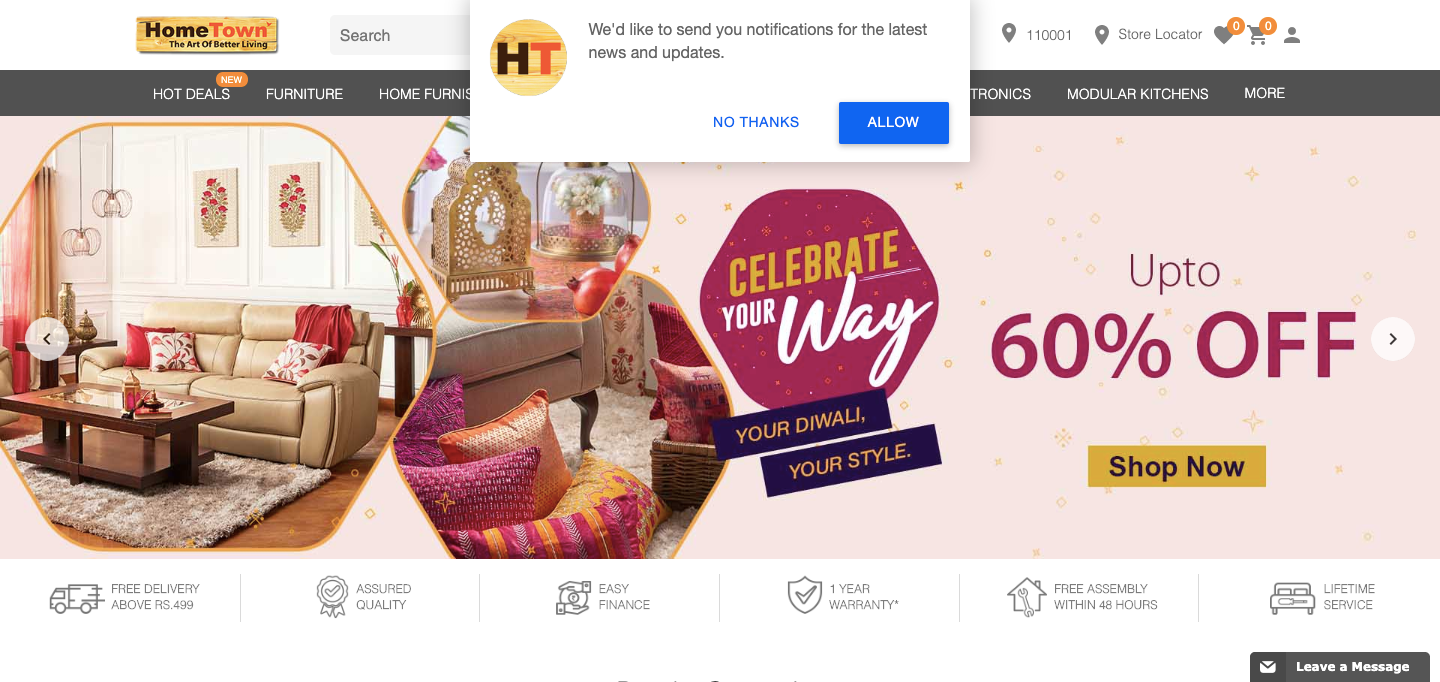 HomeTown
The Art Of Better Living
Search
We'd like to send you notifications for the latest
news and updates.
HT
NO THANKS
ALLOW
110001
Store Locator
0
0
NEW
HOT DEALS
FURNITURE
HOME FURNIS
TRONICS
MODULAR KITCHENS
MORE
CELEBRATE
YOUR Way
YOUR DIWALI,
YOUR STYLE.
Upto
60% OFF
Shop Now
FREE DELIVERY
ABOVE RS.499
ASSURED
QUALITY
EASY
FINANCE
1 YEAR
WARRANTY*
FREE ASSEMBLY
WITHIN 48 HOURS
LIFETIME
SERVICE
Leave a Message